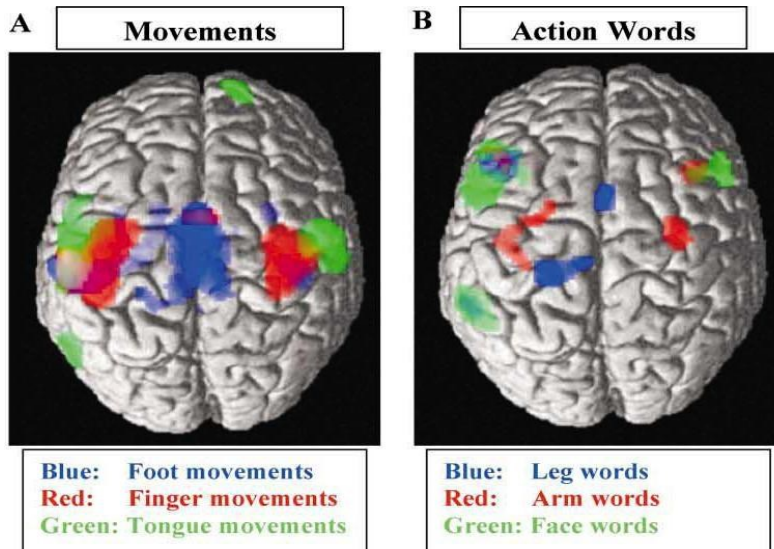 A
Movements
B
Action Words
Blue: Foot movements
Red: Finger movements
Green: Tongue movements
Blue: Leg words
Red: Arm words
Green: Face words